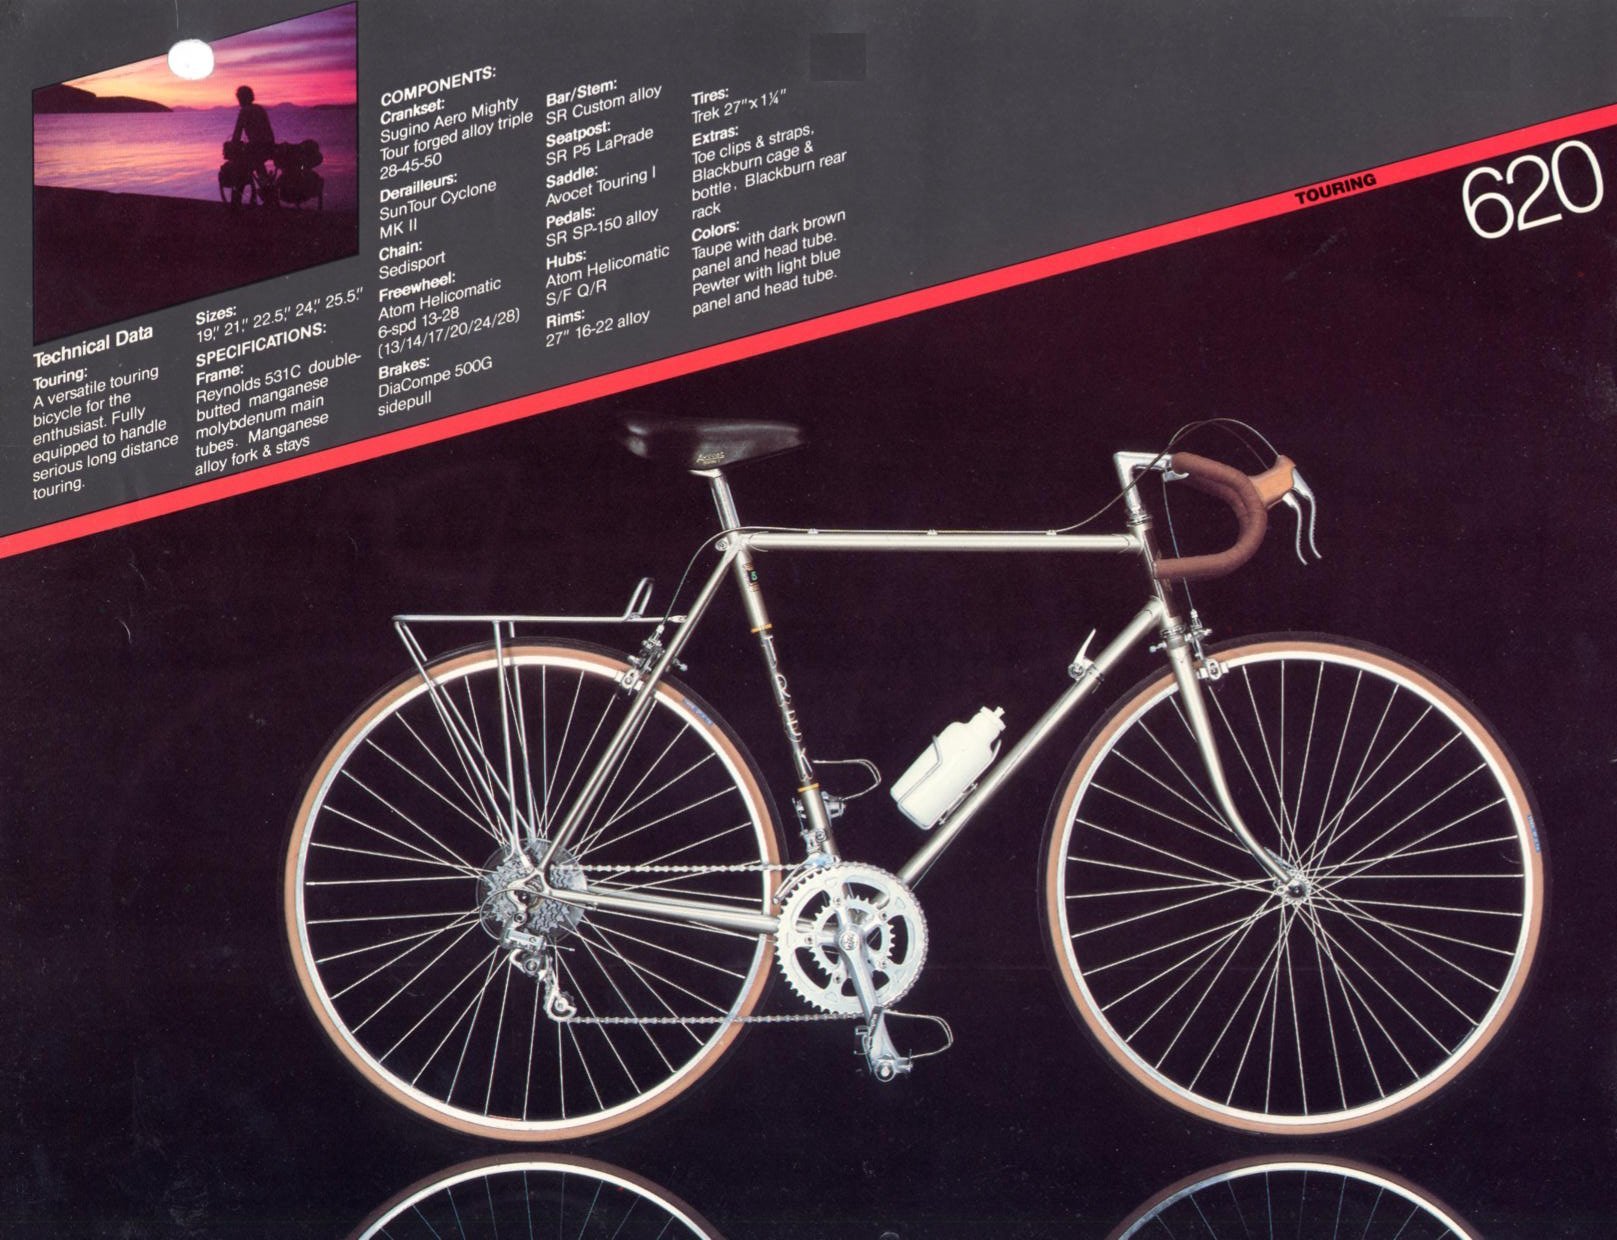 Technical Data
Touring:
A versatile touring
bicycle for the
enthusiast. Fully
equipped to handle
serious long distance
touring.
Sizes:
19," 21," 22.5," 24," 25.5."
SPECIFICATIONS:
Frame:
Reynolds 531C double-
butted manganese
molybdenum main
tubes. Manganese
alloy fork & stays
COMPONENTS:
Crankset:
Sugino Aero Mighty
Tour forged alloy triple
28-45-50
Derailleurs:
SunTour Cyclone
MK II
Chain:
Sedisport
Freewheel:
Atom Helicomatic
6-spd 13-28
(13/14/17/20/24/28)
Brakes:
DiaCompe 500G
sidepull
Bar/Stem:
SR Custom alloy
Seatpost:
SR P5 LaPrade
Saddle:
Avocet Touring I
Pedals:
SR SP-150 alloy
Hubs:
Atom Helicomatic
S/F Q/R
Rims:
27" 16-22 alloy
Tires:
Trek 27" x 1¼"
Extras:
Toe clips & straps,
Blackburn cage &
bottle, Blackburn rear
rack
Colors:
Taupe with dark brown
panel and head tube.
Pewter with light blue
panel and head tube.
TOURING
620